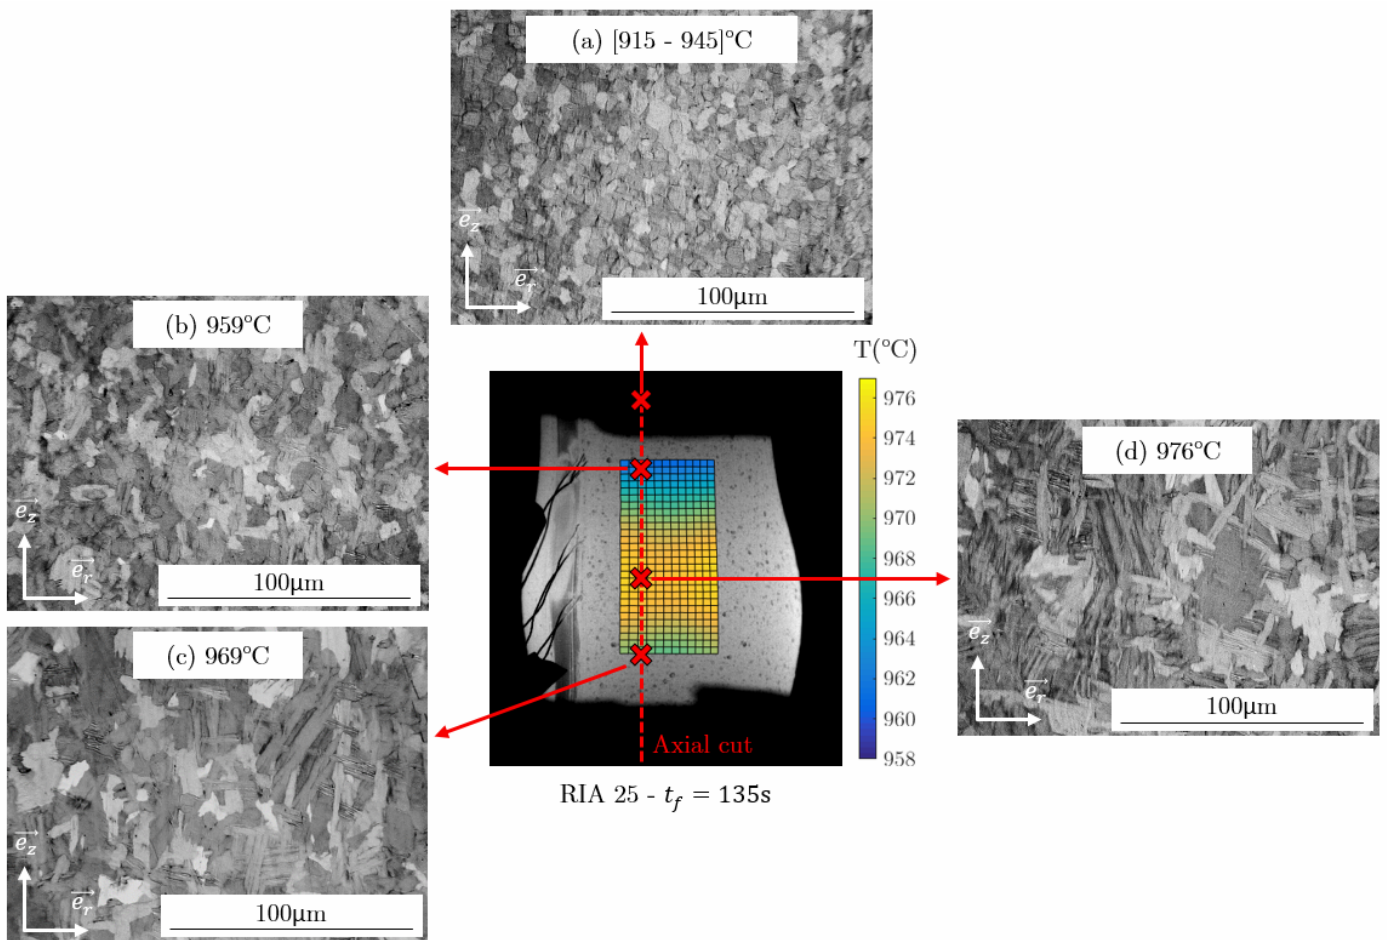 (a) [915 - 945]°C
e_z
e_r
100µm
(b) 959°C
e_z
e_r
100µm
T(°C)
976
974
972
970
968
966
964
962
960
958
(d) 976°C
e_z
e_r
100µm
(c) 969°C
e_z
e_r
100µm
Axial cut
RIA 25 - t_f = 135s